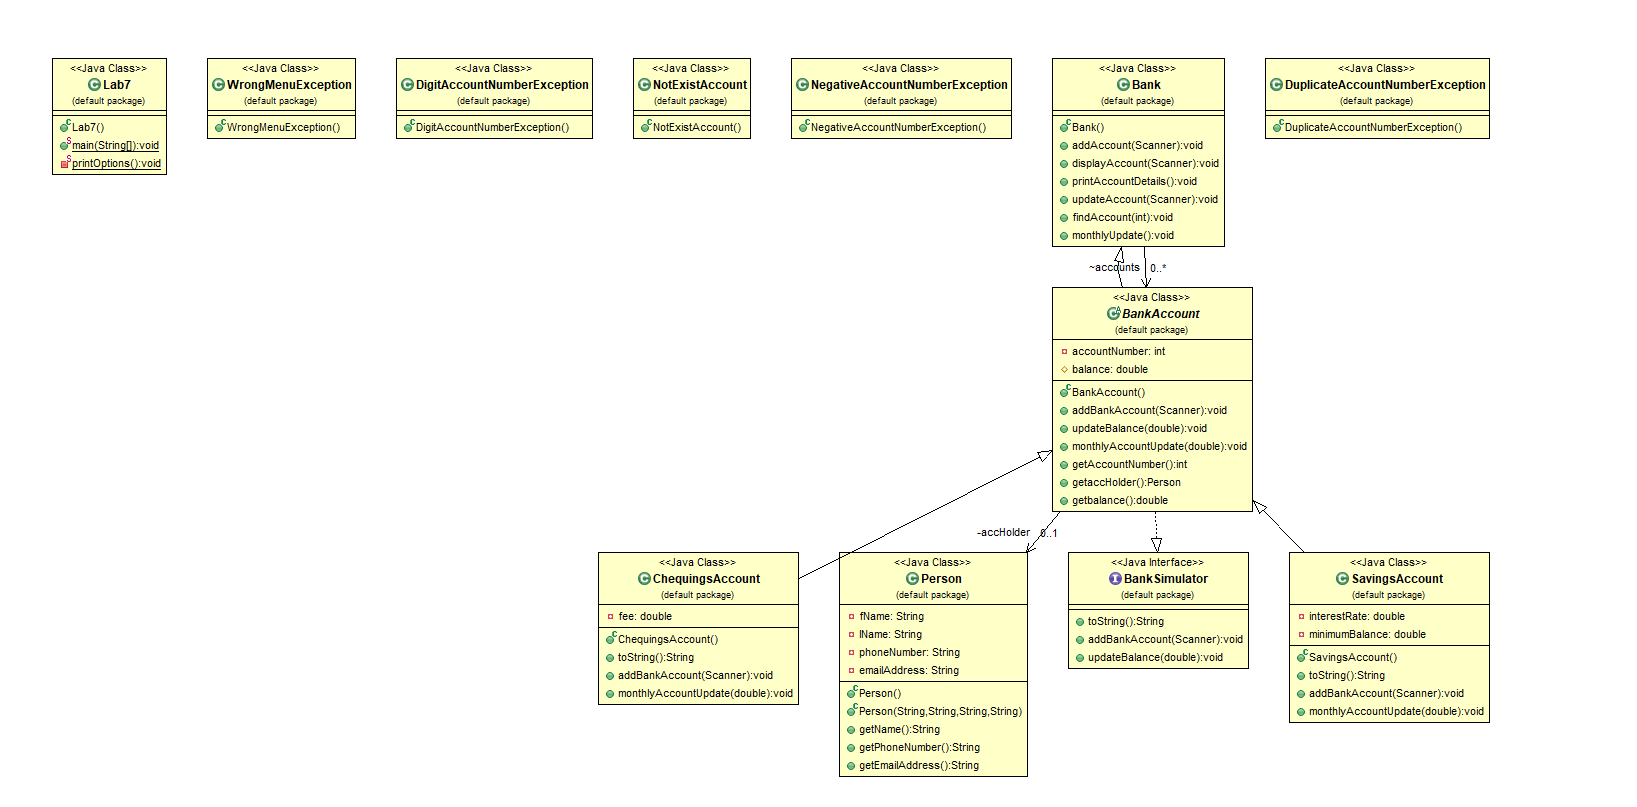 <<Java Class>>
Lab7
(default package)
Lab7()
main(String[]):void
printOptions():void
<<Java Class>>
WrongMenuException
(default package)
WrongMenuException()
<<Java Class>>
DigitAccountNumberException
(default package)
DigitAccountNumberException()
<<Java Class>>
NotExistAccount
(default package)
NotExistAccount()
<<Java Class>>
NegativeAccountNumberException
(default package)
NegativeAccountNumberException()
<<Java Class>>
Bank
(default package)
Bank()
addAccount(Scanner):void
displayAccount(Scanner):void
printAccountDetails():void
updateAccount(Scanner):void
findAccount(int):void
monthlyUpdate():void
<<Java Class>>
DuplicateAccountNumberException
(default package)
DuplicateAccountNumberException()
~accounts 0..*
<<Java Class>>
BankAccount
(default package)
accountNumber: int
balance: double
BankAccount()
addBankAccount(Scanner):void
updateBalance(double):void
monthlyAccountUpdate(double):void
getAccountNumber():int
getaccHolder():Person
getbalance():double
-accHolder 0..1
<<Java Class>>
ChequingsAccount
(default package)
fee: double
ChequingsAccount()
toString():String
addBankAccount(Scanner):void
monthlyAccountUpdate(double):void
<<Java Class>>
Person
(default package)
fName: String
lName: String
phoneNumber: String
emailAddress: String
Person()
Person(String,String,String,String)
getName():String
getPhoneNumber():String
getEmailAddress():String
<<Java Interface>>
BankSimulator
(default package)
toString():String
addBankAccount(Scanner):void
updateBalance(double):void
<<Java Class>>
SavingsAccount
(default package)
interestRate: double
minimumBalance: double
SavingsAccount()
toString():String
addBankAccount(Scanner):void
monthlyAccountUpdate(double):void